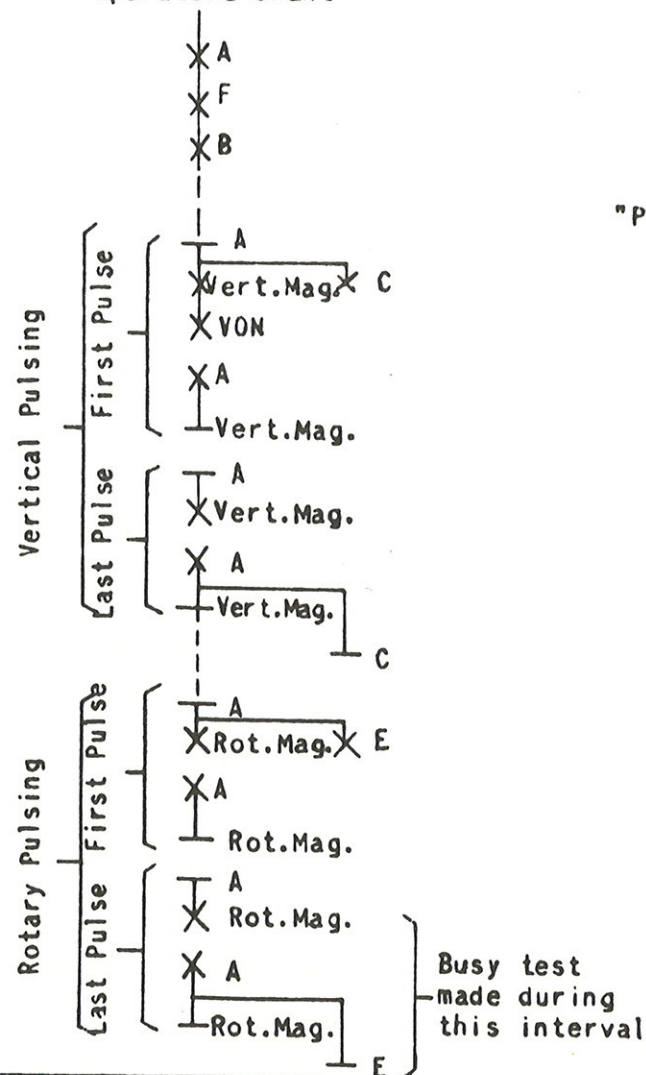 A
F
B
"P
A
Vert.Mag. C
VON
A
Vert.Mag.
A
Vert.Mag.
A
Vert.Mag.
C
Vertical Pulsing
First Pulse
Last Pulse
A
Rot.Mag. E
A
Rot.Mag.
A
Rot.Mag.
A
Rot.Mag.
E
Rotary Pulsing
First Pulse
Last Pulse
Busy test
made during
this interval